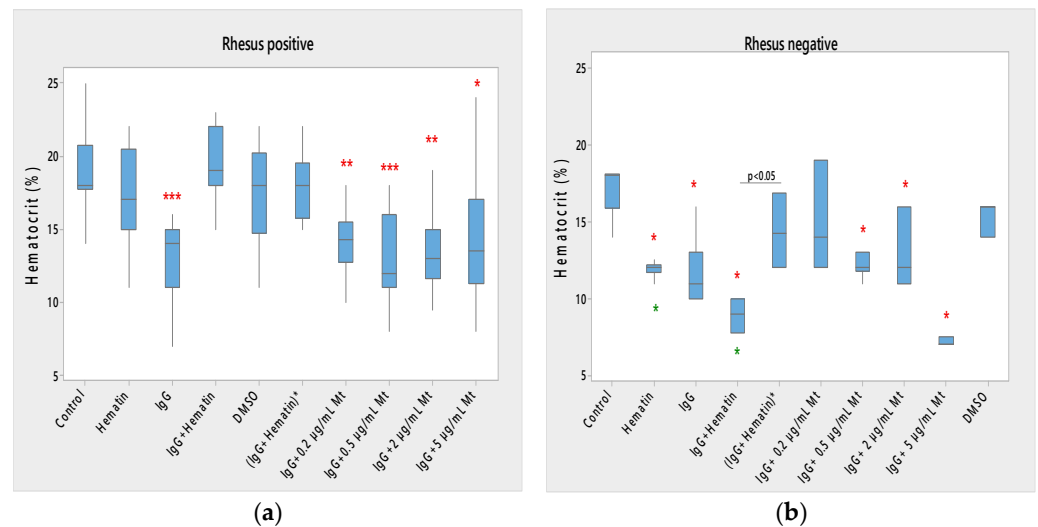 Rhesus positive
Hematocrit (%)
25
20
15
10
5
***
**
***
**
*
Control
Hematin
IgG
IgG+Hematin
DMSO
(IgG+ Hematin)*
IgG+ 0.2 µg/mL Mt
IgG+ 0.5 µg/mL Mt
IgG+ 2 µg/mL Mt
IgG+ 5 µg/mL Mt
(a)
Rhesus negative
Hematocrit (%)
25
20
15
10
5
*
*
*
*
*
p<0.05
*
*
*
Control
Hematin
IgG
IgG+Hematin
(IgG+ Hematin)*
IgG+ 0.2 µg/mL Mt
IgG+ 0.5 µg/mL Mt
IgG+ 2 µg/mL Mt
IgG+ 5 µg/mL Mt
DMSO
(b)